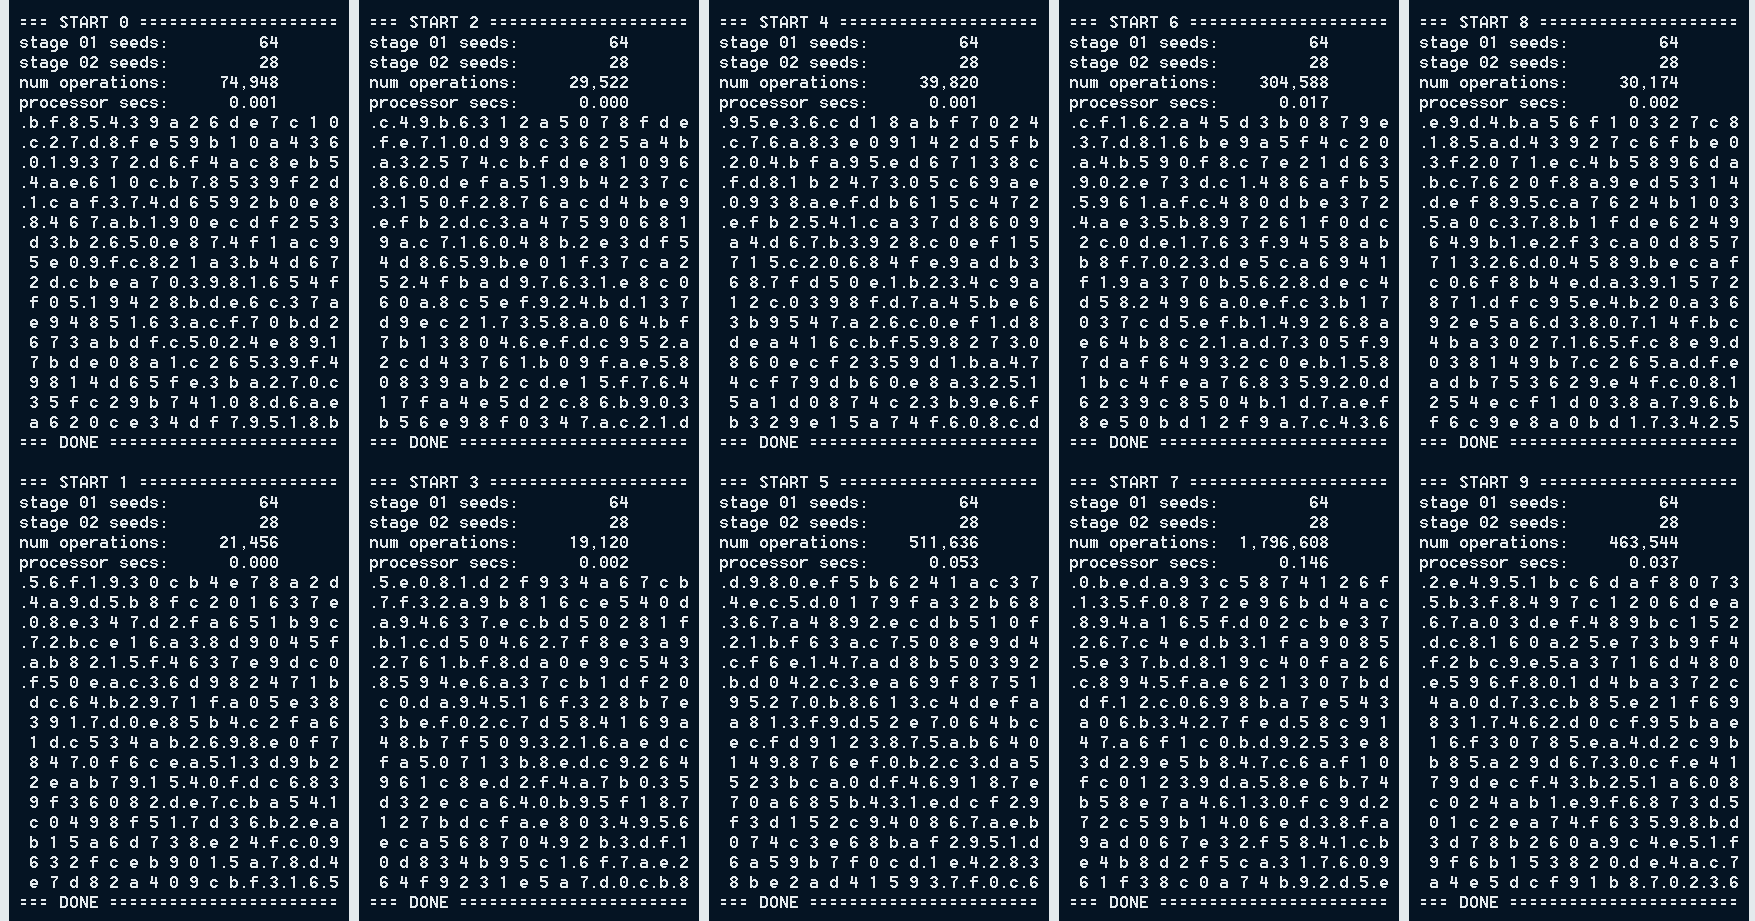 === START 0 ====================
stage 01 seeds:         64
stage 02 seeds:         28
num operations:     74,948
processor secs:      0.001
.b.f.8.5.4.3 9 a 2 6 d e 7 c 1 0
.c.2.7.d.8.f e 5 9 b 1 0 a 4 3 6
.0.1.9.3 7 2.d 6.f 4 a c 8 e b 5
.4.a.e.6 1 0 c.b 7.8 5 3 9 f 2 d
.1.c a f.3.7.4.d 6 5 9 2 b 0 e 8
.8 4 6 7.a.b.1.9 0 e c d f 2 5 3
 d 3.b 2.6.5.0.e 8 7.4 f 1 a c 9
 5 e 0.9.f.c.8.2 1 a 3.b 4 d 6 7
 2 d.c b e a 7 0.3.9.8.1.6 5 4 f
 f 0 5.1 9 4 2 8.b.d.e.6 c.3 7 a
 e 9 4 8 5 1.6 3.a.c.f.7 0 b.d 2
 6 7 3 a b d f.c.5.0.2.4 e 8 9.1
 7 b d e 0 8 a 1.c 2 6 5.3.9.f.4
 9 8 1 4 d 6 5 f e.3 b a.2.7.0.c
 3 5 f c 2 9 b 7 4 1.0 8.d.6.a.e
 a 6 2 0 c e 3 4 d f 7.9.5.1.8.b
=== DONE =======================
=== START 1 ====================
stage 01 seeds:         64
stage 02 seeds:         28
num operations:     21,456
processor secs:      0.000
.5.6.f.1.9.3 0 c b 4 e 7 8 a 2 d
.4.a.9.d.5.b 8 f c 2 0 1 6 3 7 e
.0.8.e.3 4 7.d 2.f a 6 5 1 b 9 c
.7.2.b.c e 1 6 a.3 8.d 9 0 4 5 f
.a.b 8 2.1.5.f.4 6 3 7 e 9 d c 0
.f.5 0 e.a.c.3.6 d 9 8 2 4 7 1 b
 d c.6 4.b.2.9.7 1 f.a 0 5 e 3 8
 3 9 1.7.d.0.e.8 5 b 4.c 2 f a 6
 1 d.c 5 3 4 a b.2.6.9.8.e 0 f 7
 8 4 7.0 f 6 c e.a.5.1.3 d.9 b 2
 2 e a b 7 9.1 5.4.0.f.d c.6 8 3
 9 f 3 6 0 8 2.d.e.7.c.b a 5 4.1
 c 0 4 9 8 f 5 1.7 d 3 6.b.2.e.a
 b 1 5 a 6 d 7 3 8.e 2 4.f.c.0.9
 6 3 2 f c e b 9 0 1.5 a.7.8.d.4
 e 7 d 8 2 a 4 0 9 c b.f.3.1.6.5
=== DONE =======================
=== START 2 ====================
stage 01 seeds:         64
stage 02 seeds:         28
num operations:     29,522
processor secs:      0.000
.c.4.9.b.6.3 1 2 a 5 0 7 8 f d e
.f.e.7.1.0.d 9 8 c 3 6 2 5 a 4 b
.a.3.2.5 7 4.c b.f d e 8 1 0 9 6
.8.6.0.d e f a.5 1.9 b 4 2 3 7 c
.3.1 5 0.f.2.8.7 6 a c d 4 b e 9
.e.f b 2.d.c.3.a 4 7 5 9 0 6 8 1
 9 a.c 7.1.6.0.4 8 b.2 e 3 d f 5
 4 d 8.6.5.9.b.e 0 1 f.3 7 c a 2
 5 2.4 f b a d 9.7.6.3.1.e 8 c 0
 6 0 a.8 c 5 e f.9.2.4.b d.1 3 7
 d 9 e c 2 1.7 3.5.8.a.0 6 4.b f
 7 b 1 3 8 0 4.6.e.f.d.c 9 5 2.a
 2 c d 4 3 7 6 1.b 0 9 f.a.e.5.8
 0 8 3 9 a b 2 c d.e 1 5.f.7.6.4
 1 7 f a 4 e 5 d 2 c.8 6.b.9.0.3
 b 5 6 e 9 8 f 0 3 4 7.a.c.2.1.d
=== DONE =======================
=== START 3 ====================
stage 01 seeds:         64
stage 02 seeds:         28
num operations:     19,120
processor secs:      0.002
.5.e.0.8.1.d 2 f 9 3 4 a 6 7 c b
.7.f.3.2.a.9 b 8 1 6 c e 5 4 0 d
.a.9.4.6 3 7.e c.b d 5 0 2 8 1 f
.b.1.c.d 5 0 4 6 2.7 f 8 e 3 a 9
.2.7 6 1.b.f.8.d a 0 e 9 c 5 4 3
.8.5 9 4.e.6.a.3 7 c b 1 d f 2 0
 c 0.d a.9.4.5.1 6 f.3 2 8 b 7 e
 3 b e.f.0.2.c.7 d 5 8 4 1 6 9 a
 4 8.b 7 f 5 0 9.3.2.1.6.a e d c
 f a 5.0 7 1 3 b.8.e.d.c 9.2 6 4
 9 6 1 c 8 e.d 2.f.4.a.7 b 0.3 5
 d 3 2 e c a 6.4.0.b.9.5 f 1 8.7
 1 2 7 b d c f a.e 8 0 3.4.9.5.6
 e c a 5 6 8 7 0 4.9 2 b.3.d.f.1
 0 d 8 3 4 b 9 5 c 1.6 f.7.a.e.2
 6 4 f 9 2 3 1 e 5 a 7.d.0.c.b.8
=== DONE =======================
=== START 4 ====================
stage 01 seeds:         64
stage 02 seeds:         28
num operations:     39,820
processor secs:      0.001
.9.5.e.3.6.c d 1 8 a b f 7 0 2 4
.c.7.6.a.8.3 e 0 9 1 4 2 d 5 f b
.2.0.4.b f a.9 5.e d 6 7 1 3 8 c
.f.d.8.1 b 2 4.7 3.0 5 c 6 9 a e
.0.9 3 8.a.e.f.d b 6 1 5 c 4 7 2
.e.f b 2.5.4.1.c a 3 7 d 8 6 0 9
 a 4.d 6.7.b.3.9 2 8.c 0 e f 1 5
 7 1 5.c.2.0.6.8 4 f e.9 a d b 3
 6 8.7 f d 5 0 e.1.b.2.3 4 c 9 a
 1 2 c.0 3 9 8 f.d.7.a.4 5.b e 6
 3 b 9 5 4 7.a 2.6.c.0.e f 1.d 8
 d e a 4 1 6 c.b.f.5.9.8 2 7 3.0
 8 6 0 e c f 2 3 5 9 d 1.b a.4.7
 4 c f 7 9 d b 6 0.e 8 a.3.2.5.1
 5 a 1 d 0 8 7 4 c 2.3 b.9.e.6.f
 b 3 2 9 e 1 5 a 7 4 f.6.0.8.c.d
=== DONE =======================
=== START 5 ====================
stage 01 seeds:         64
stage 02 seeds:         28
num operations:    511,636
processor secs:      0.053
.d.9.8.0.e.f 5 b 6 2 4 1 a c 3 7
.4.e.c.5.d.0 1 7 9 f a 3 2 b 6 8
.3.6.7.a 4 8.9 2.e c d b 5 1 0 f
.2.1.b.f 6 3 a c.7 5 0 8 e 9 d 4
.c.f 6 e.1.4.7.a d 8 b 5 0 3 9 2
.b.d 0 4.2.c.3.e a 6 9 f 8 7 5 1
 9 5.2 7.0.b.8.6 1 3.c 4 d e f a
 a 8 1.3.f.9.d.5 2 e 7.0 6 4 b c
 e c.f d 9 1 2 3.8.7.5.a.b 6 4 0
 1 4 9.8 7 6 e f.0.b.2.c 3.d a 5
 5 2 3 b c a.0 d.f.4.6.9 1 8.7 e
 7 0 a 6 8 5 b.4.3.1.e.d c f 2.9
 f 3 d 1 5 2 c 9.4 0 8 6.7.a.e.b
 0 7 4 c 3 e 6 8 b.a f 2.9.5.1.d
 6 a 5 9 b 7 f 0 c d.1 e.4.2.8.3
 8 b e 2 a d 4 1 5 9 3.7.f.0.c.6
=== DONE =======================
=== START 6 ====================
stage 01 seeds:         64
stage 02 seeds:         28
num operations:    304,588
processor secs:      0.017
.c.f.1.6.2.a 4 5 d 3 b 0 8 7 9 e
.3.7.d.8.1.6 b e 9 a 5 f 4 c 2 0
.a.4.b.5 9 0.f 8.c 7 e 2 1 d 6 3
.9.0.2.e 7 3 d c.1.4 8 6 a f b 5
.5.9 6 1.a.f.c.4 8 0 d b e 3 7 2
.4.a e 3.5.b.8.9 7 2 6 1 f 0 d c
 2 c.0 d.e.1.7.6 3 f.9 4 5 8 a b
 b 8 f.7.0.2.3.d e 5 c.a 6 9 4 1
 f 1.9 a 3 7 0 b.5.6.2.8.d e c 4
 d 5 8.2 4 9 6 a.0.e.f.c 3.b 1 7
 0 3 7 c d 5.e f.b.1.4.9 2 6.8 a
 e 6 4 b 8 c 2.1.a.d.7.3 0 5 f.9
 7 d a f 6 4 9 3.2 c 0 e.b.1.5.8
 1 b c 4 f e a 7 6.8 3 5.9.2.0.d
 6 2 3 9 c 8 5 0 4 b.1 d.7.a.e.f
 8 e 5 0 b d 1 2 f 9 a.7.c.4.3.6
=== DONE =======================
=== START 7 ====================
stage 01 seeds:         64
stage 02 seeds:         28
num operations:  1,796,608
processor secs:      0.146
.0.b.e.d.a.9 3 c 5 8 7 4 1 2 6 f
.1.3.5.f.0.8 7 2 e 9 6 b d 4 a c
.8.9.4.a 1 6.5 f.d 0 2 c b e 3 7
.2.6.7.c 4 e.d b.3.1 f a 9 0 8 5
.5.e 3 7.b.d.8.1 9 c 4 0 f a 2 6
.c.8 9 4.5.f.a.e 6 2 1 3 0 7 b d
 d f.1 2.c.0.6.9 8 b.a 7 e 5 4 3
 a 0 6.b.3.4.2.7 f e d.5 8 c 9 1
 4 7.a 6 f 1 c 0.b.d.9.2.5 3 e 8
 3 d 2.9 e 5 b 8.4.7.c.6 a.f 1 0
 f c 0 1 2 3 9 d.a.5.8.e 6 b.7 4
 b 5 8 e 7 a 4.6.1.3.0.f c 9 d.2
 7 2 c 5 9 b 1 4.0 6 e d.3.8.f.a
 9 a d 0 6 7 e 3 2.f 5 8.4.1.c.b
 e 4 b 8 d 2 f 5 c a.3 1.7.6.0.9
 6 1 f 3 8 c 0 a 7 4 b.9.2.d.5.e
=== DONE =======================
=== START 8 ====================
stage 01 seeds:         64
stage 02 seeds:         28
num operations:     30,174
processor secs:      0.002
.e.9.d.4.b.a 5 6 f 1 0 3 2 7 c 8
.1.8.5.a.d.4 3 9 2 7 c 6 f b e 0
.3.f.2.0 7 1.e c.4 b 5 8 9 6 d a
.b.c.7.6 2 0 f.8 a.9 e d 5 3 1 4
.d.e f 8.9.5.c.a 7 6 2 4 b 1 0 3
.5.a 0 c.3.7.8.b 1 f d e 6 2 4 9
 6 4.9 b.1.e.2.f 3 c.a 0 d 8 5 7
 7 1 3.2.6.d.0.4 5 8 9.b e c a f
 c 0.6 f 8 b 4 e.d.a.3.9.1 5 7 2
 8 7 1.d f c 9 5.e.4.b.2 0.a 3 6
 9 2 e 5 a 6.d 3.8.0.7.1 4 f.b c
 4 b a 3 0 2 7.1.6.5.f.c 8 e 9.d
 0 3 8 1 4 9 b 7.c 2 6 5.a.d.f.e
 a d b 7 5 3 6 2 9.e 4 f.c.0.8.1
 2 5 4 e c f 1 d 0 3.8 a.7.9.6.b
 f 6 c 9 e 8 a 0 b d 1.7.3.4.2.5
=== DONE =======================
=== START 9 ====================
stage 01 seeds:         64
stage 02 seeds:         28
num operations:    463,544
processor secs:      0.037
.2.e.4.9.5.1 b c 6 d a f 8 0 7 3
.5.b.3.f.8.4 9 7 c 1 2 0 6 d e a
.6.7.a.0 3.d e f.4 8 9 b c 1 5 2
.d.c.8.1 6 0 a.2 5.e 7 3 b 9 f 4
.f.2 b c.9.e.5.a 3 7 1 6 d 4 8 0
.e.5 9 6.f.8.0.1 d 4 b a 3 7 2 c
 4 a.0 d.7.3.c.b 8 5.e 2 1 f 6 9
 8 3 1.7.4.6.2.d 0 c f.9 5 b a e
 1 6.f 3 0 7 8 5.e.a.4.d.2 c 9 b
 b 8 5.a 2 9 d 6.7.3.0.c f.e 4 1
 7 9 d e c f.4 3.b.2.5.1 a 6.0 8
 c 0 2 4 a b 1.e.9.f.6.8 7 3 d.5
 0 1 c 2 e a 7 4.f 6 3 5.9.8.b.d
 3 d 7 8 b 2 6 0 a.9 c 4.e.5.1.f
 9 f 6 b 1 5 3 8 2 0.d e.4.a.c.7
 a 4 e 5 d c f 9 1 b 8.7.0.2.3.6
=== DONE =======================